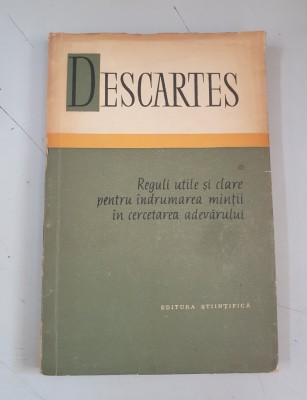 DESCARTES
Reguli utile și clare
pentru îndrumarea minții
în cercetarea adevărului
EDITURA ȘTIINȚIFICĂ